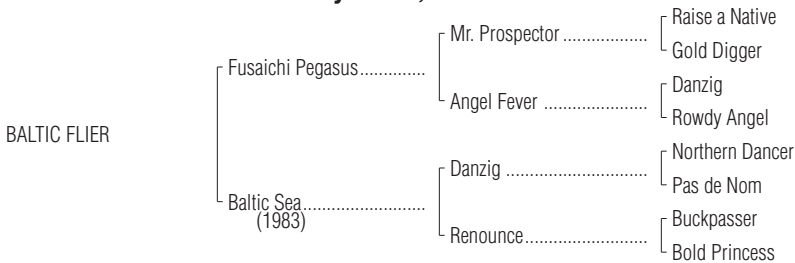 Raise a Native
Mr. Prospector ..................
Gold Digger
Fusaichi Pegasus..............
Danzig
Angel Fever ......................
Rowdy Angel
BALTIC FLIER
Northern Dancer
Danzig ..............................
Pas de Nom
Baltic Sea..........................
(1983)
Buckpasser
Renounce..........................
Bold Princess